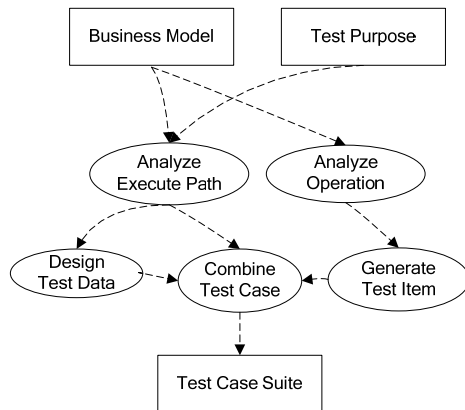 Business Model
Test Purpose
Analyze
Execute Path
Analyze
Operation
Design
Test Data
Combine
Test Case
Generate
Test Item
Test Case Suite